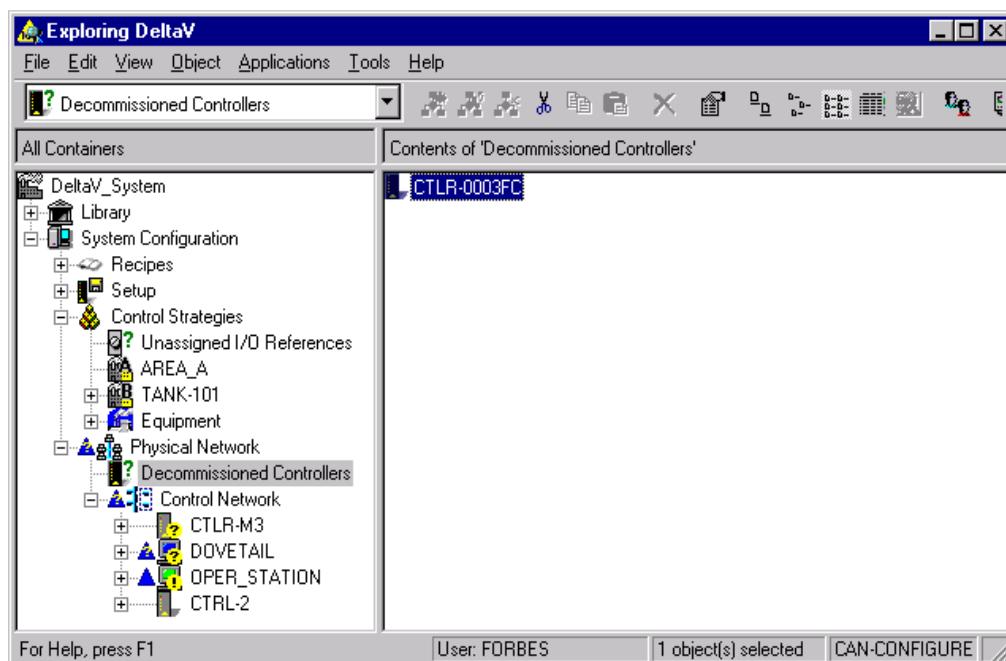 Exploring DeltaV
File Edit View Object Applications Tools Help
Decommissioned Controllers
All Containers
Contents of 'Decommissioned Controllers'
DeltaV_System
Library
System Configuration
Recipes
Setup
Control Strategies
Unassigned I/O References
AREA_A
TANK-101
Equipment
Physical Network
Decommissioned Controllers
Control Network
CTLR-M3
DOVETAIL
OPER_STATION
CTRL-2
CTLR-0003FC
For Help, press F1
User: FORBES
1 object(s) selected
CAN-CONFIGURE